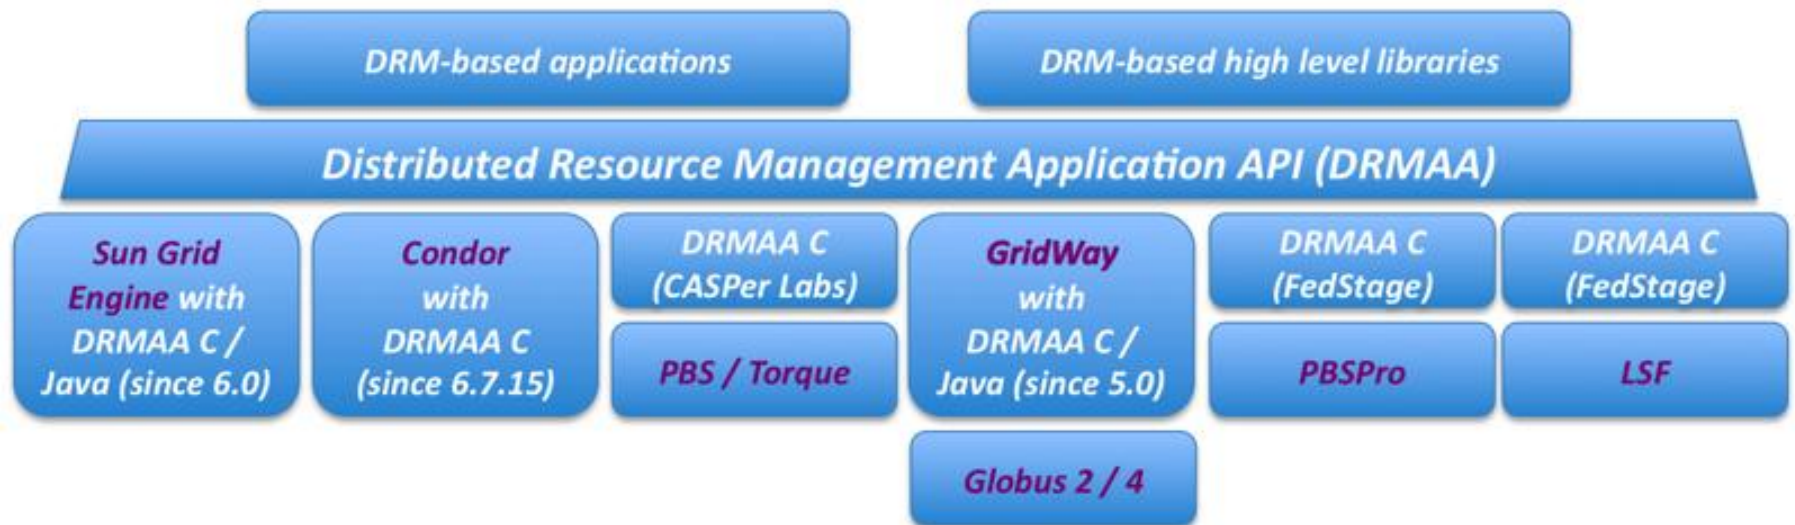 DRM-based applications
DRM-based high level libraries
Distributed Resource Management Application API (DRMAA)
Sun Grid
Engine with
DRMAA C /
Java (since 6.0)
Condor
with
DRMAA C
(since 6.7.15)
DRMAA C
(CASPer Labs)
PBS / Torque
GridWay
with
DRMAA C /
Java (since 5.0)
Globus 2 / 4
DRMAA C
(FedStage)
PBSPro
DRMAA C
(FedStage)
LSF